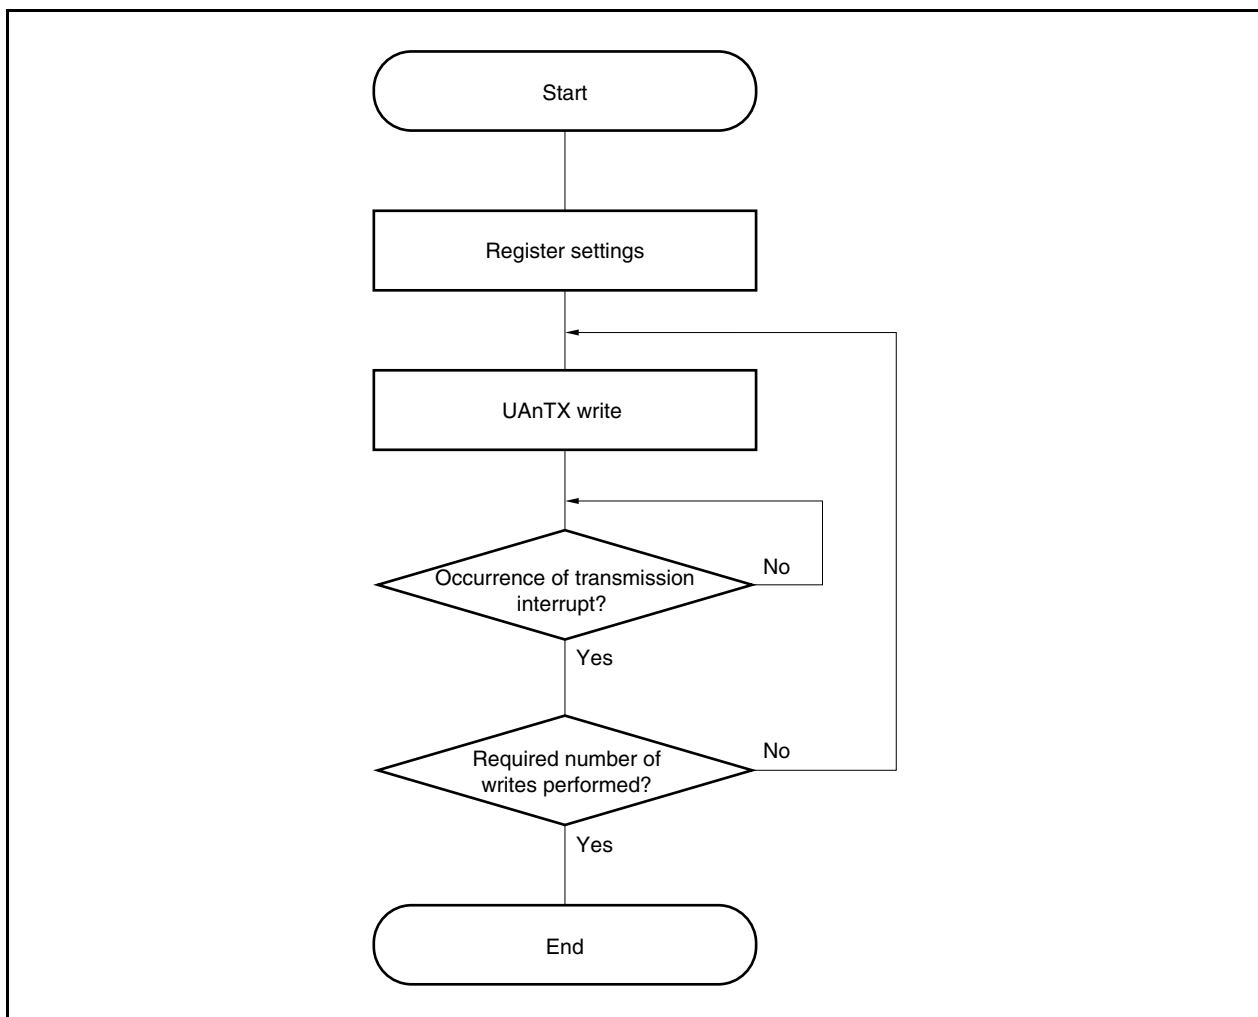 Start
Register settings
UAnTX write
No
Occurrence of transmission
interrupt?
Yes
No
Required number of
writes performed?
Yes
End